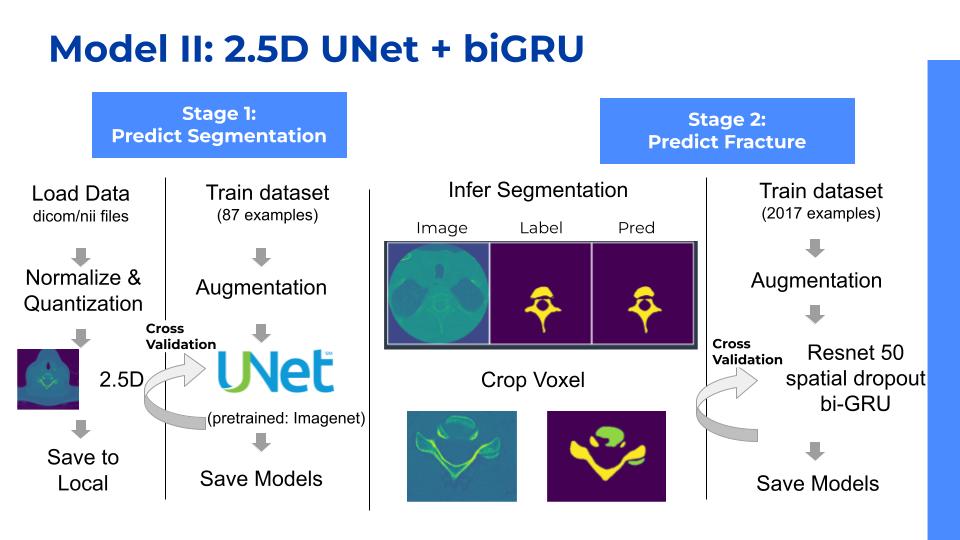 Model II: 2.5D UNet + biGRU
Stage 1:
Predict Segmentation
Stage 2:
Predict Fracture
Load Data
dicom/nii files
Normalize &
Quantization
2.5D
Save to
Local
Train dataset
(87 examples)
Augmentation
Cross
Validation
UNet
(pretrained: Imagenet)
Save Models
Infer Segmentation
Image Label Pred
Crop Voxel
Train dataset
(2017 examples)
Augmentation
Cross
Validation
Resnet 50
spatial dropout
bi-GRU
Save Models